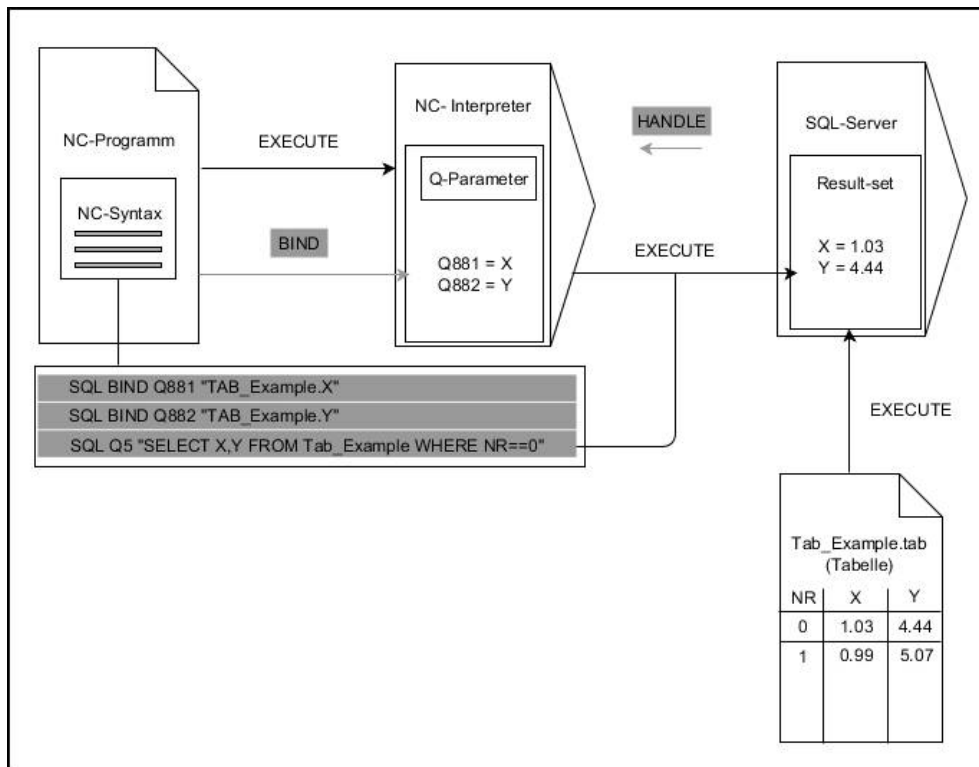 NC-Programm
NC-Syntax
EXECUTE
BIND
NC- Interpreter
Q-Parameter
Q881 = X
Q882 = Y
HANDLE
EXECUTE
SQL-Server
Result-set
X = 1.03
Y = 4.44
SQL BIND Q881 "TAB_Example.X"
SQL BIND Q882 "TAB_Example.Y"
SQL Q5 "SELECT X,Y FROM Tab_Example WHERE NR==0"
EXECUTE
Tab_Example.tab
(Tabelle)
NR X Y
0 1.03 4.44
1 0.99 5.07